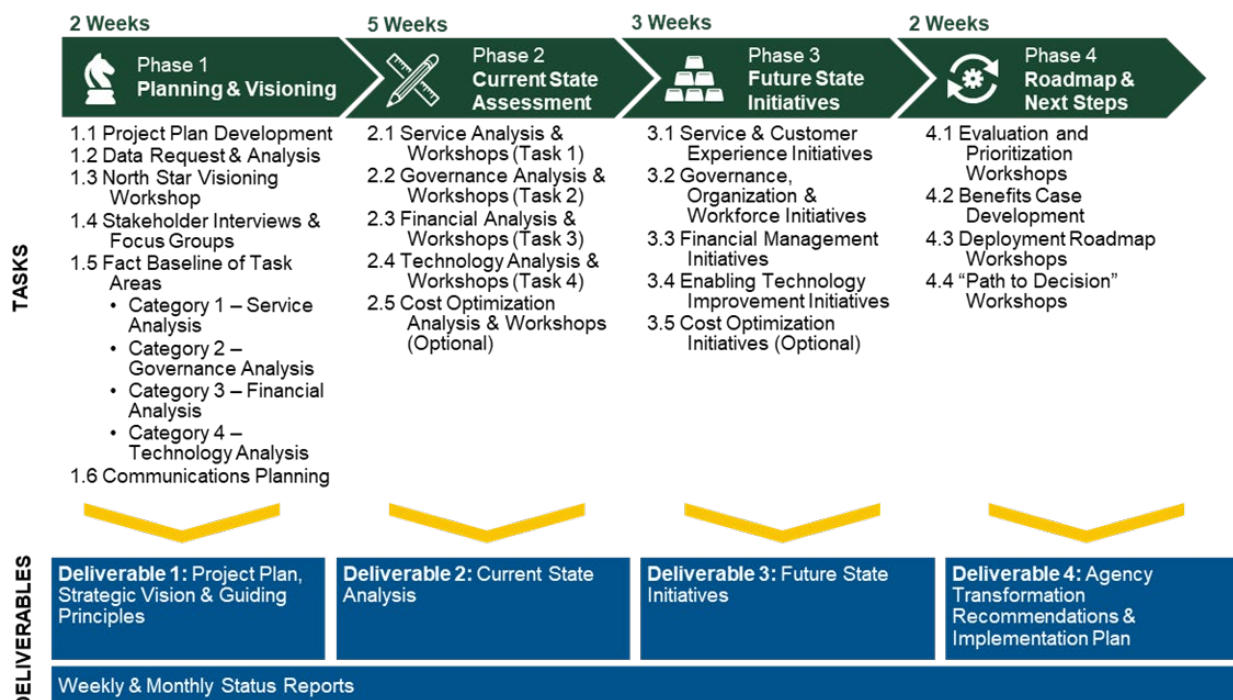 2 Weeks
Phase 1
Planning & Visioning
5 Weeks
Phase 2
Current State
Assessment
3 Weeks
Phase 3
Future State
Initiatives
2 Weeks
Phase 4
Roadmap &
Next Steps
TASKS
1.1 Project Plan Development
1.2 Data Request & Analysis
1.3 North Star Visioning
Workshop
1.4 Stakeholder Interviews &
Focus Groups
1.5 Fact Baseline of Task
Areas
• Category 1 – Service
Analysis
• Category 2 –
Governance Analysis
• Category 3 – Financial
Analysis
• Category 4 –
Technology Analysis
1.6 Communications Planning
2.1 Service Analysis &
Workshops (Task 1)
2.2 Governance Analysis &
Workshops (Task 2)
2.3 Financial Analysis &
Workshops (Task 3)
2.4 Technology Analysis &
Workshops (Task 4)
2.5 Cost Optimization
Analysis & Workshops
(Optional)
3.1 Service & Customer
Experience Initiatives
3.2 Governance,
Organization &
Workforce Initiatives
3.3 Financial Management
Initiatives
3.4 Enabling Technology
Improvement Initiatives
3.5 Cost Optimization
Initiatives (Optional)
4.1 Evaluation and
Prioritization
Workshops
4.2 Benefits Case
Development
4.3 Deployment Roadmap
Workshops
4.4 “Path to Decision”
Workshops
DELIVERABLES
Deliverable 1: Project Plan,
Strategic Vision & Guiding
Principles
Deliverable 2: Current State
Analysis
Deliverable 3: Future State
Initiatives
Deliverable 4: Agency
Transformation
Recommendations &
Implementation Plan
Weekly & Monthly Status Reports